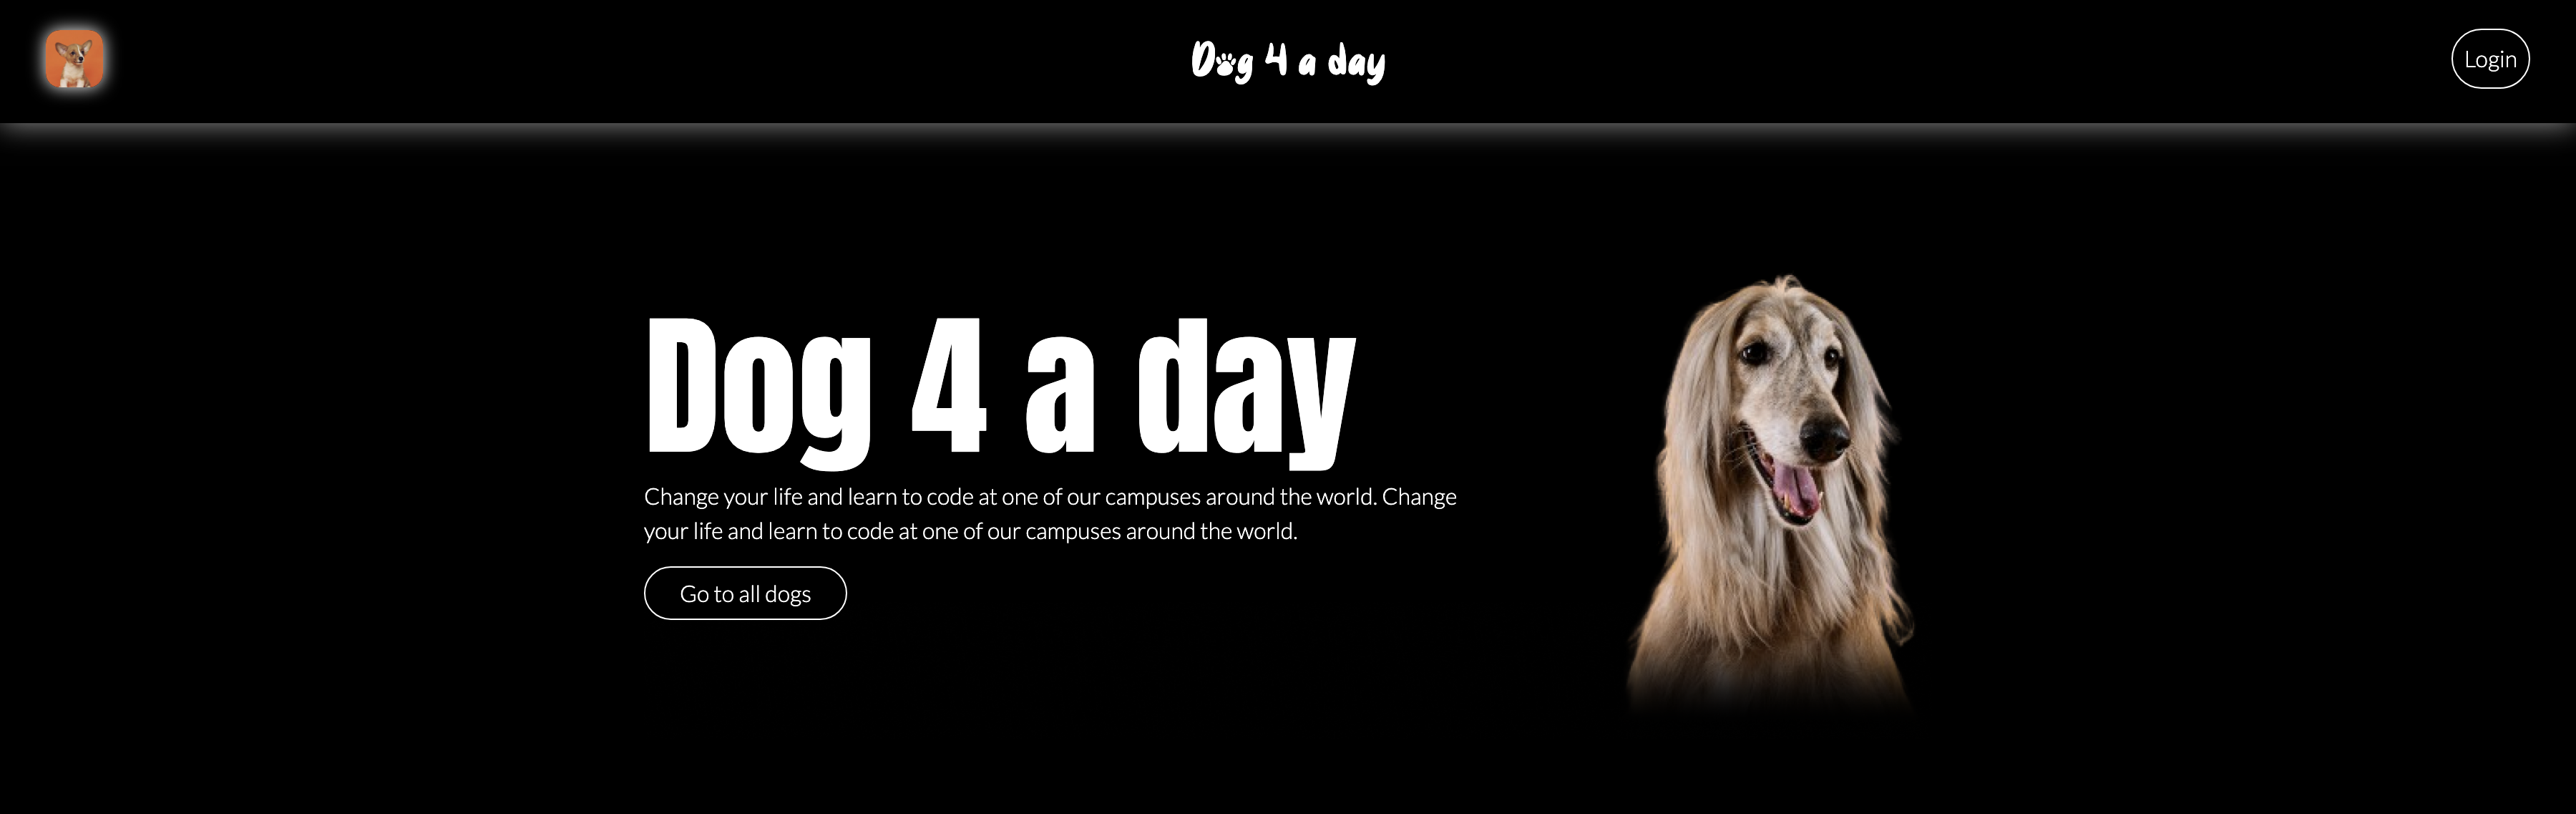 Dog 4 a day
Login
Dog 4 a day
Change your life and learn to code at one of our campuses around the world. Change
your life and learn to code at one of our campuses around the world.
Go to all dogs